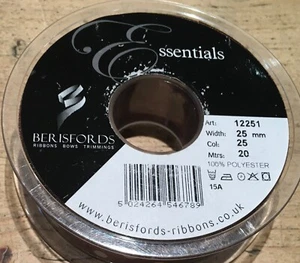 Essentials
BERISFORDS
RIBBONS BOWS TRIMMINGS
Art: 12251
Width: 25 mm
Col: 25
Mtrs: 20
100% POLYESTER
15A
5 024264 546789
www.berisfords-ribbons.co.uk